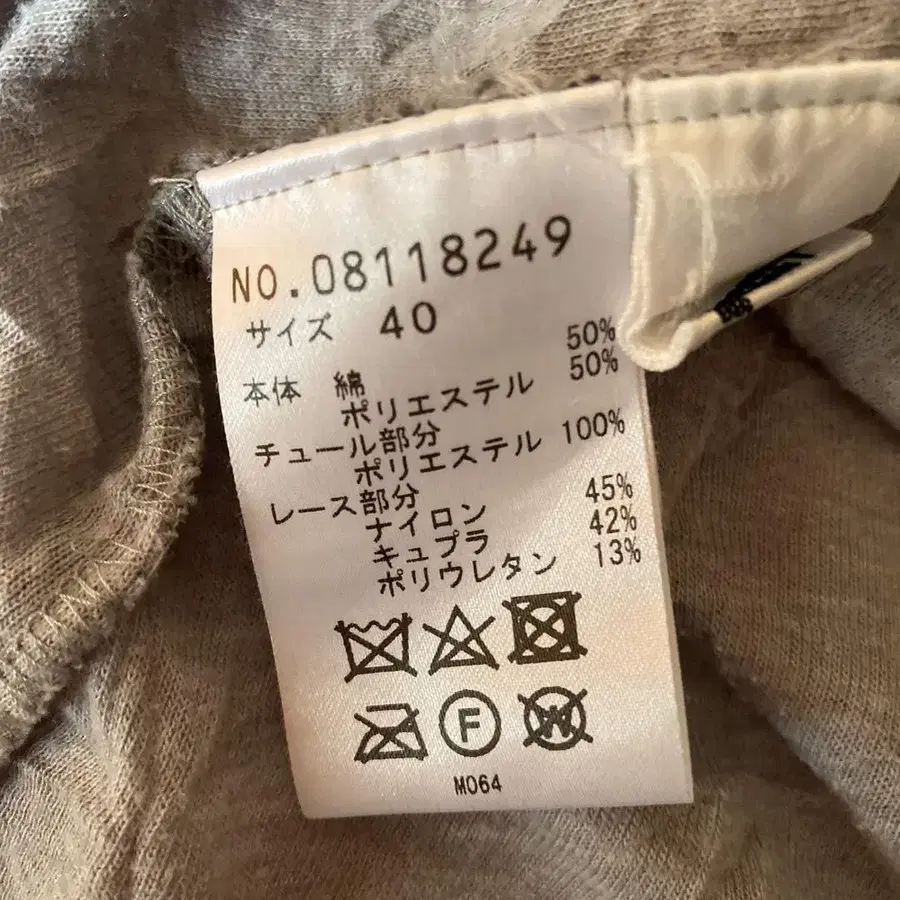 NO.08118249
サイズ 40
本体 綿 50%
ポリエステル 50%
チュール部分
ポリエステル 100%
レース部分
ナイロン 45%
キュプラ 42%
ポリウレタン 13%
F
W
M064